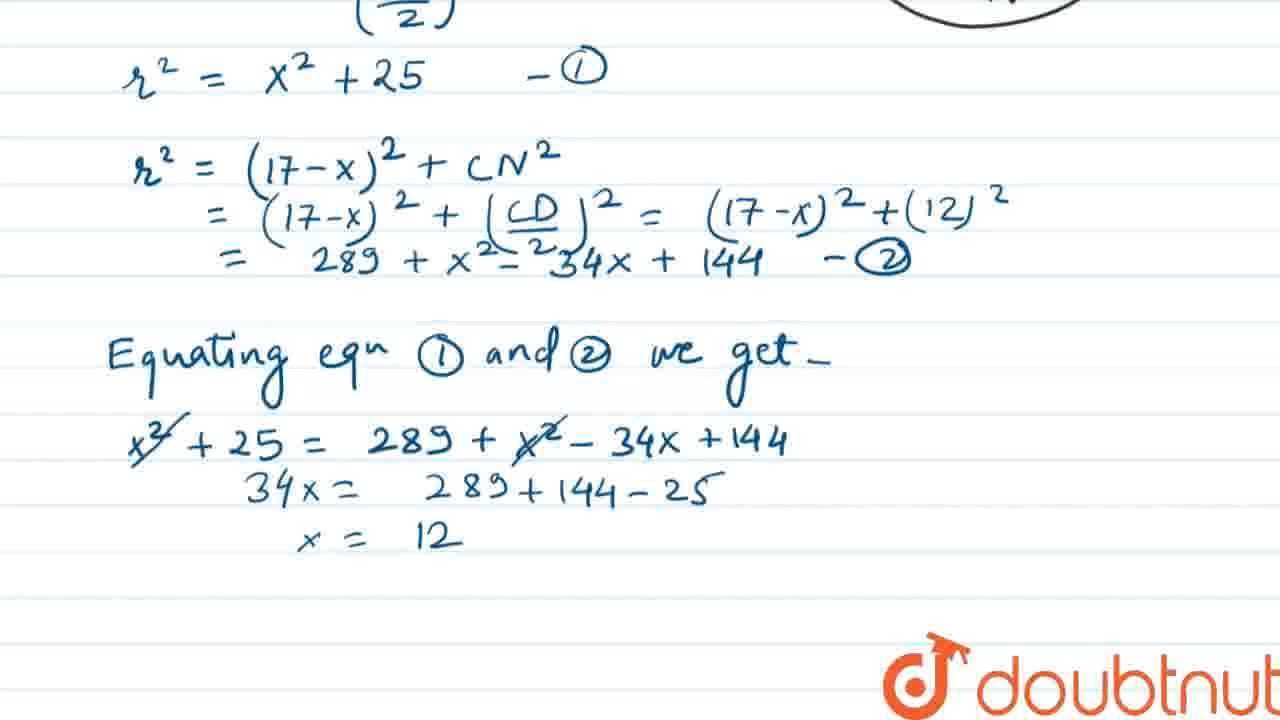 (—/2)
r² = x² + 25 - ①
r² = (17-x)² + CN²
= (17-x)² + (CD/2)² = (17-x)² + (12)²
= 289 + x² - 34x + 144 - ②
Equating eqn ① and ② we get -
x² + 25 = 289 + x² - 34x + 144
34x = 289 + 144 - 25
x = 12
doubtnut